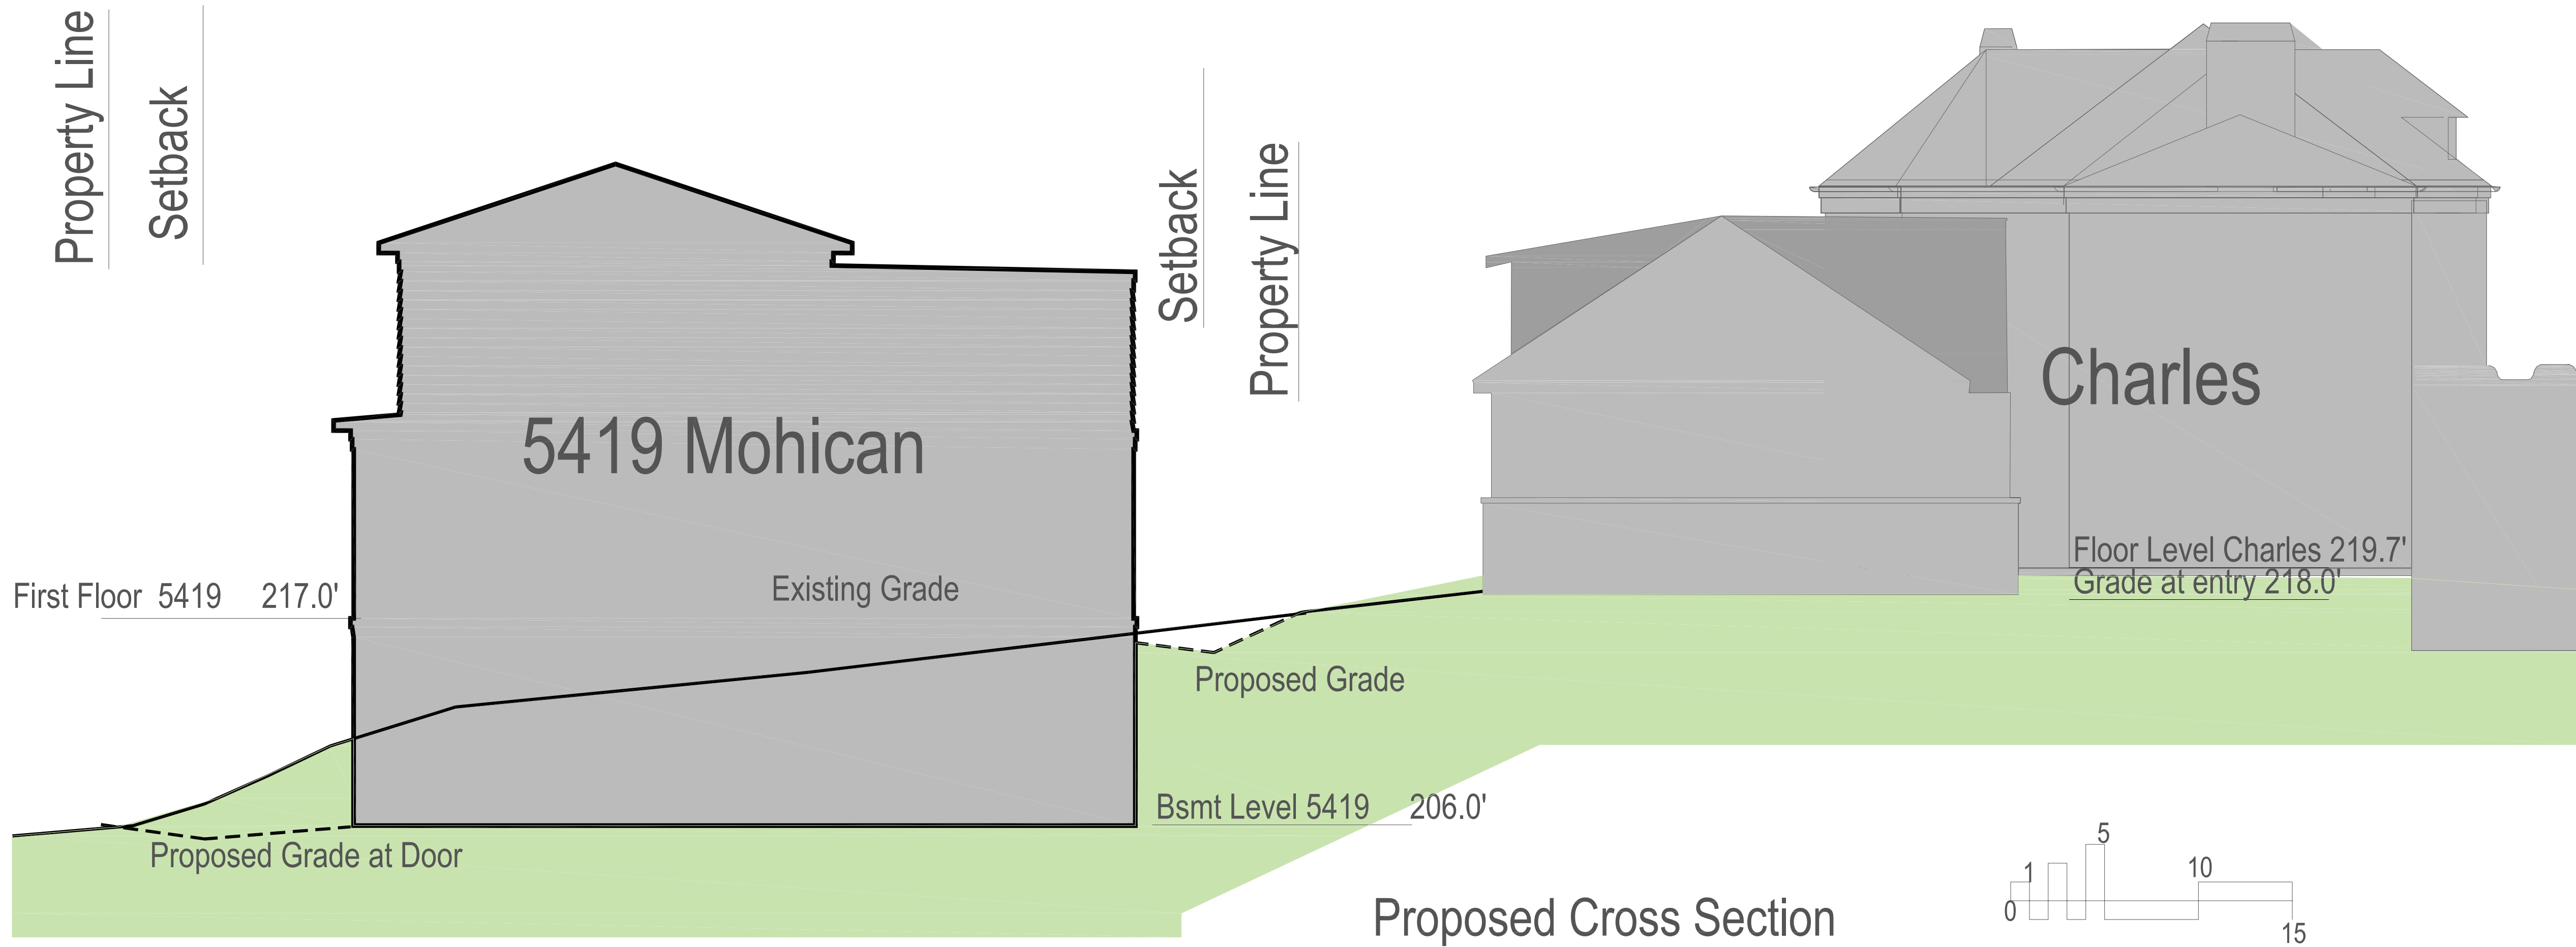 Property Line
Setback
Setback
Property Line
5419 Mohican
Charles
Existing Grade
First Floor 5419 217.0'
Floor Level Charles 219.7'
Grade at entry 218.0'
Proposed Grade
Bsmt Level 5419 206.0'
Proposed Grade at Door
Proposed Cross Section
0 1 5 10 15